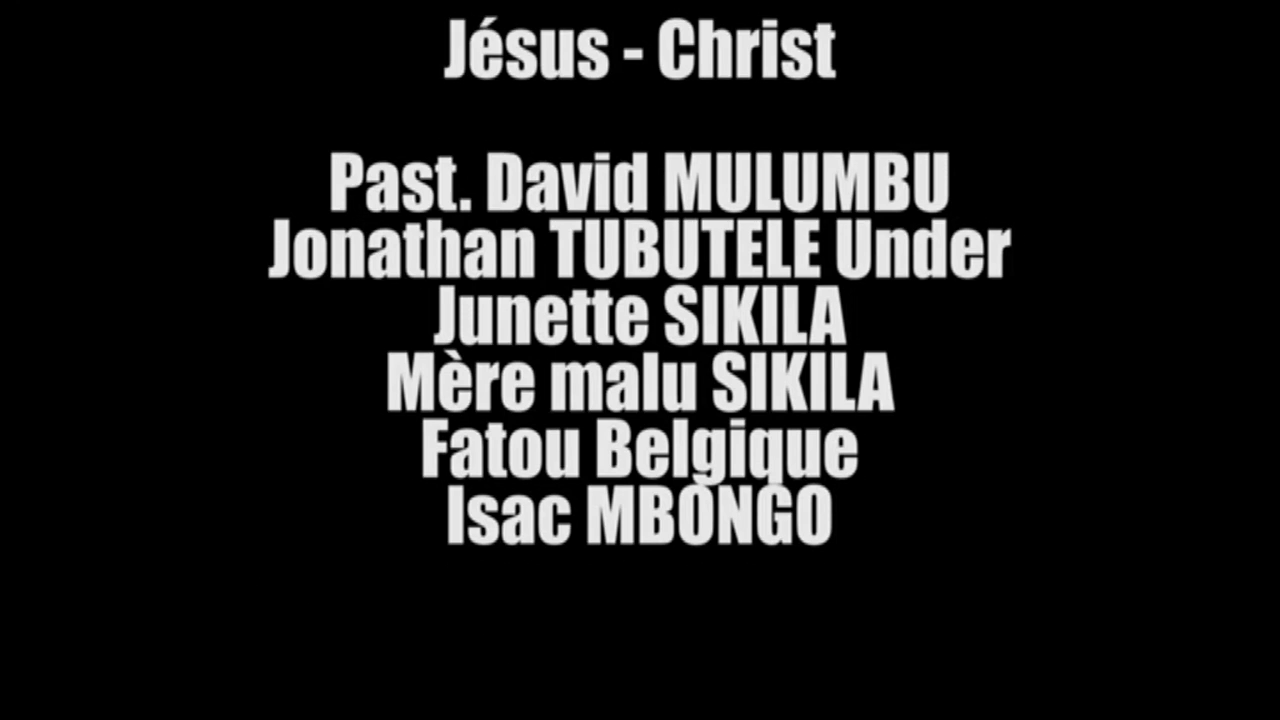 Jésus - Christ
Past. David MULUMBU
Jonathan TUBUTELE Under
Junette SIKILA
Mère malu SIKILA
Fatou Belgique
Isac MBONGO